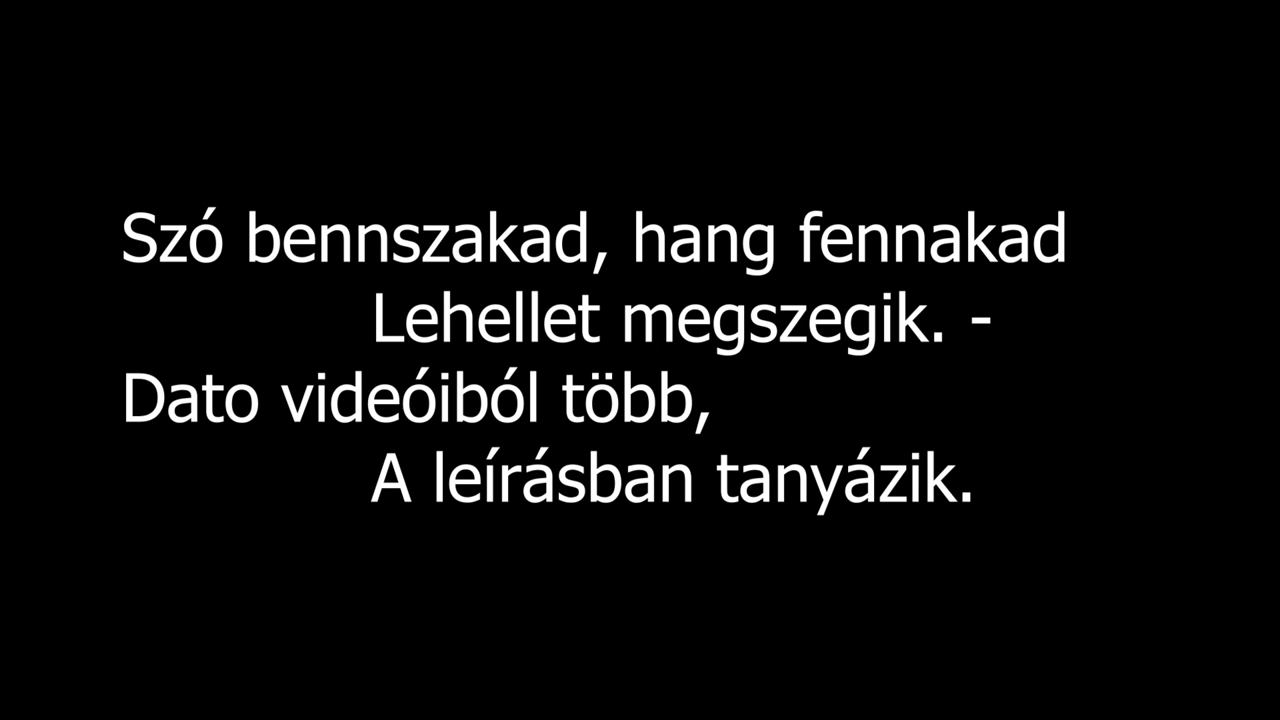 Szó bennszakad, hang fennakad
Lehellet megszegik. -
Dato videóiból több,
A leírásban tanyázik.